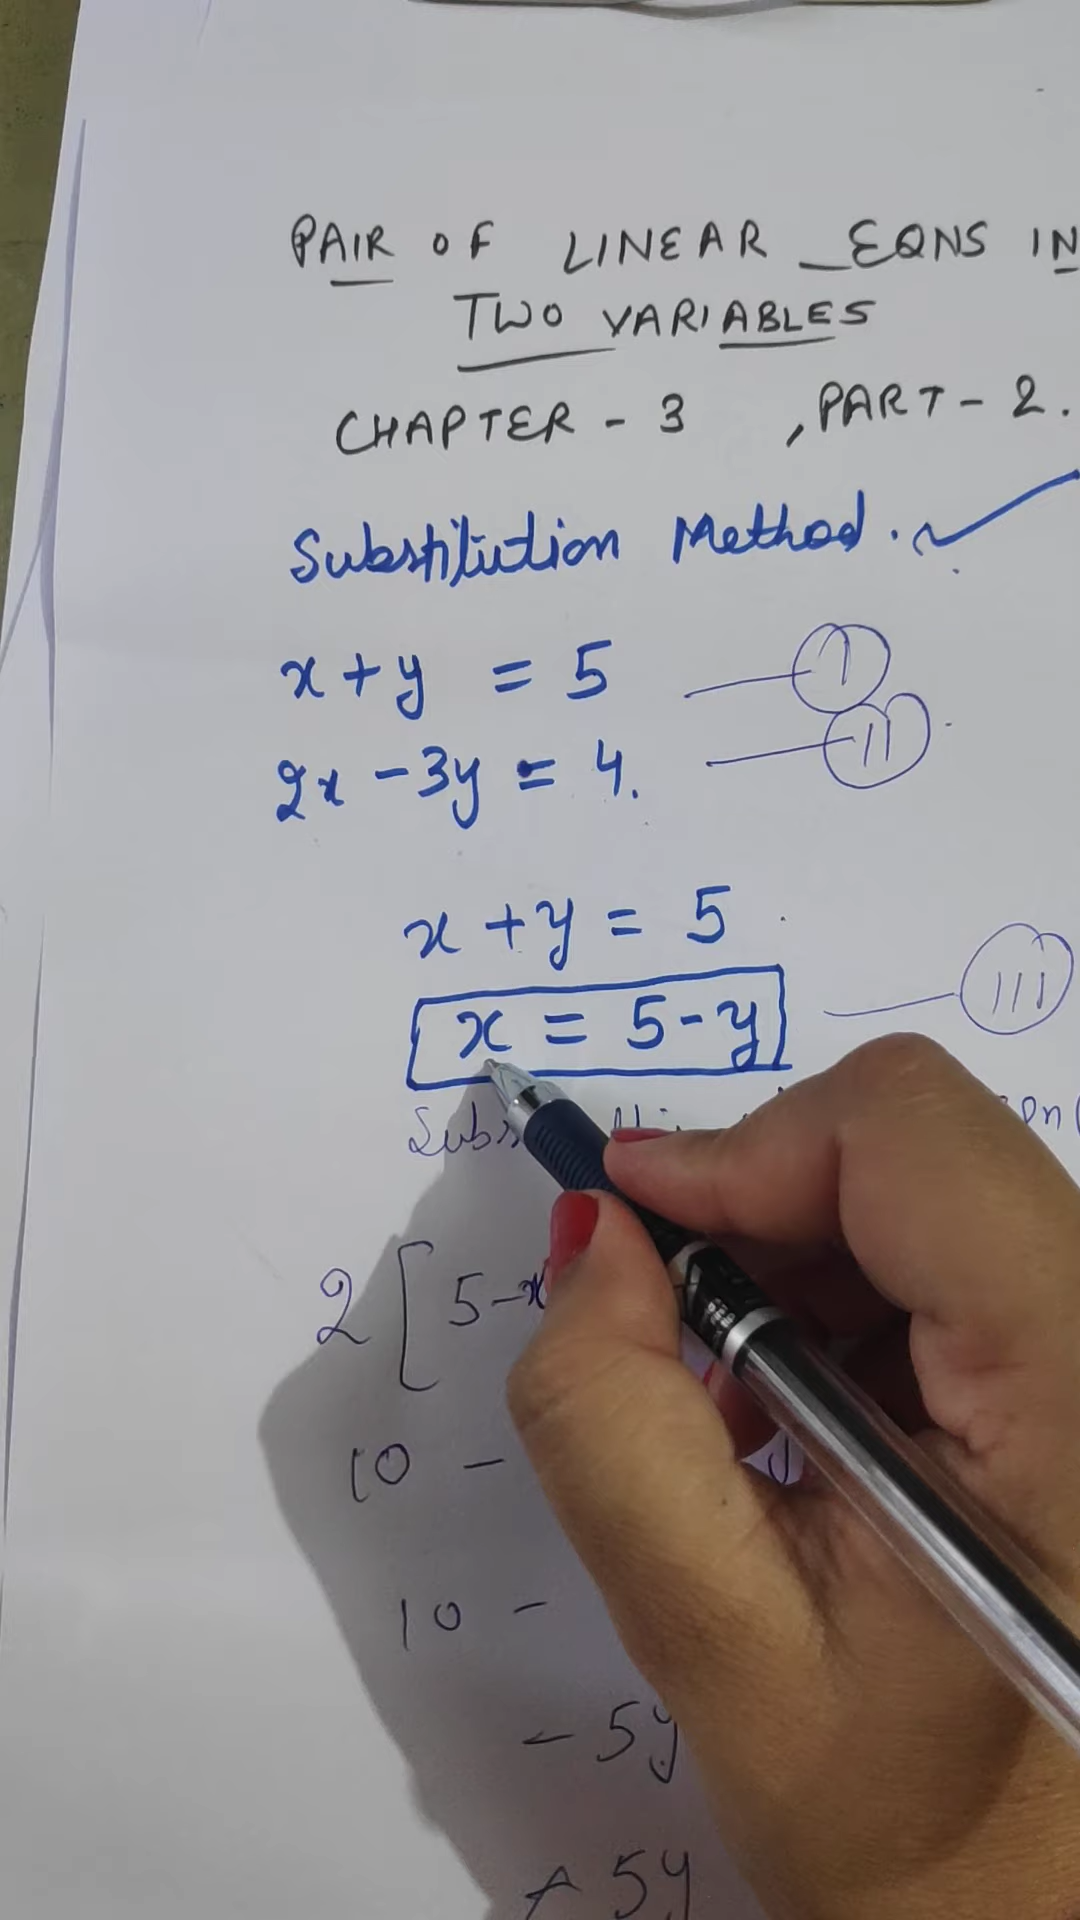 PAIR OF LINEAR EQNS IN
TWO VARIABLES
CHAPTER - 3 , PART - 2.
Substitution Method.
x + y = 5 — I
2x - 3y = 4. — II
x + y = 5
x = 5 - y — III
2 [ 5 - x
10 -
10 -
- 5y
+ 5y